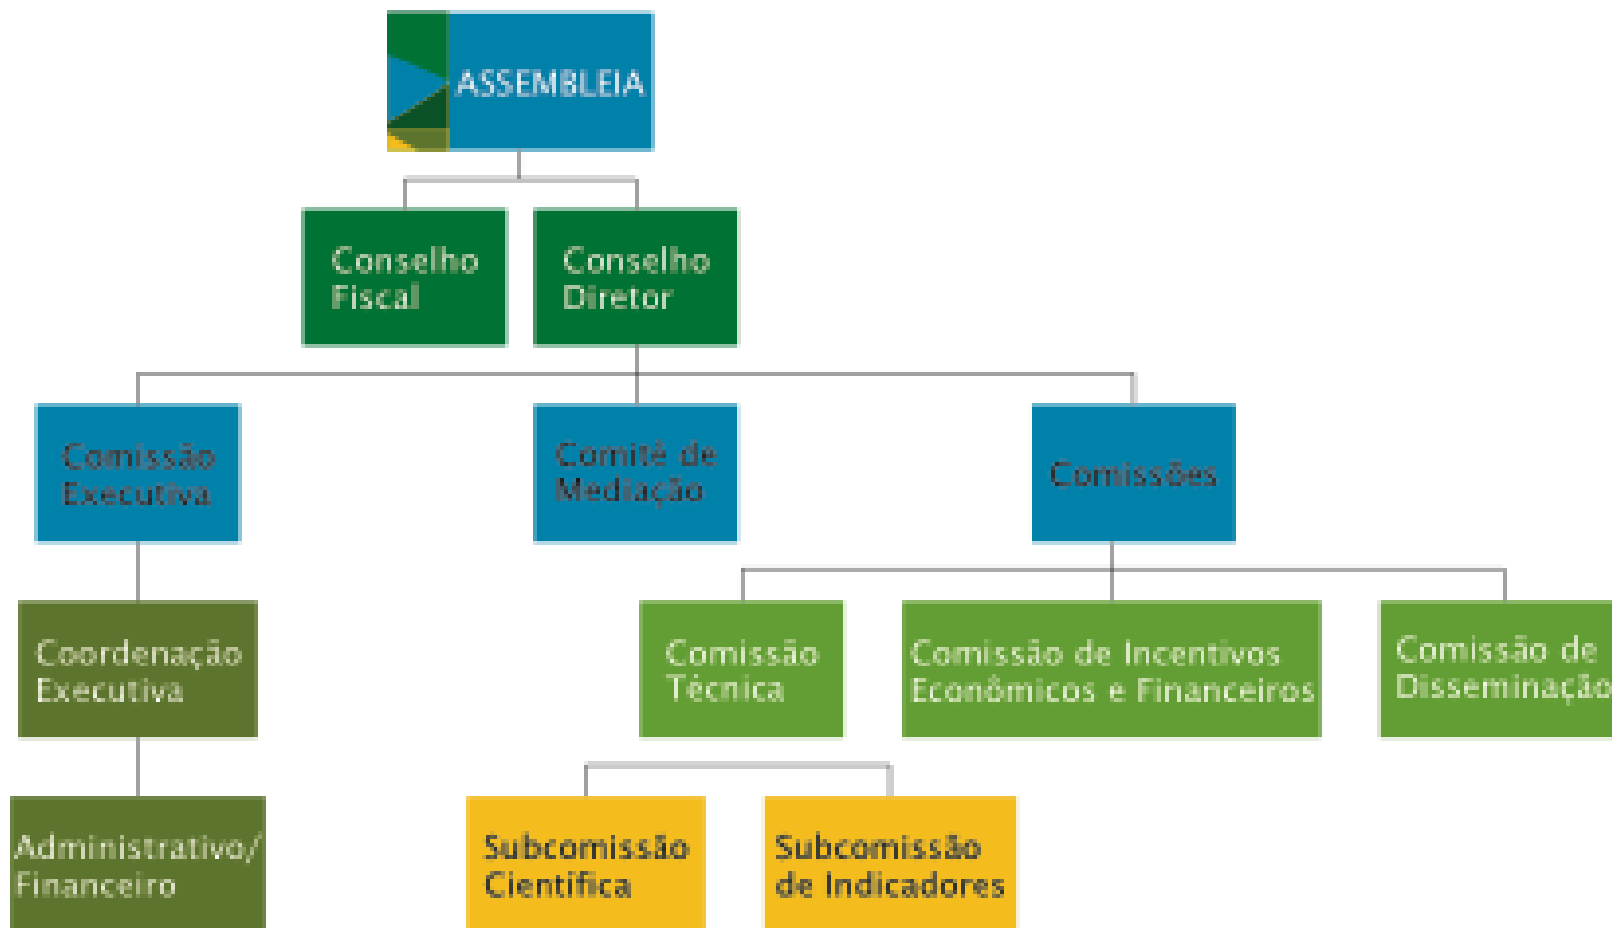 ASSEMBLEIA
Conselho
Fiscal
Conselho
Diretor
Comissão
Executiva
Comitê de
Mediação
Comissões
Coordenação
Executiva
Comissão
Técnica
Comissão de Incentivos
Econômicos e Financeiros
Comissão de
Disseminação
Administrativo/
Financeiro
Subcomissão
Científica
Subcomissão
de Indicadores